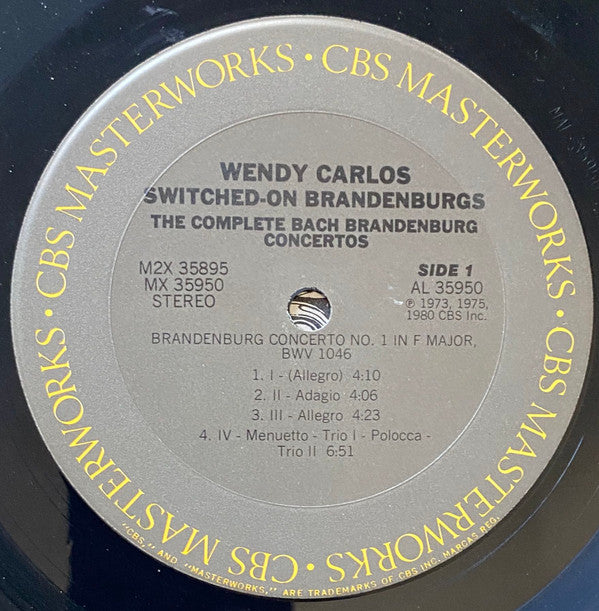 CBS MASTERWORKS · CBS MASTERWORKS · CBS MASTERWORKS · CBS MASTERWORKS ·
WENDY CARLOS
SWITCHED-ON BRANDENBURGS
THE COMPLETE BACH BRANDENBURG
CONCERTOS
M2X 35895
MX 35950
STEREO
SIDE 1
AL 35950
℗ 1973, 1975,
1980 CBS Inc.
BRANDENBURG CONCERTO NO. 1 IN F MAJOR,
BWV 1046
1. I - (Allegro) 4:10
2. II - Adagio 4:06
3. III - Allegro 4:23
4. IV - Menuetto - Trio I - Polocca -
Trio II 6:51
"CBS," AND "MASTERWORKS," ARE TRADEMARKS OF CBS INC. MARCAS REG.